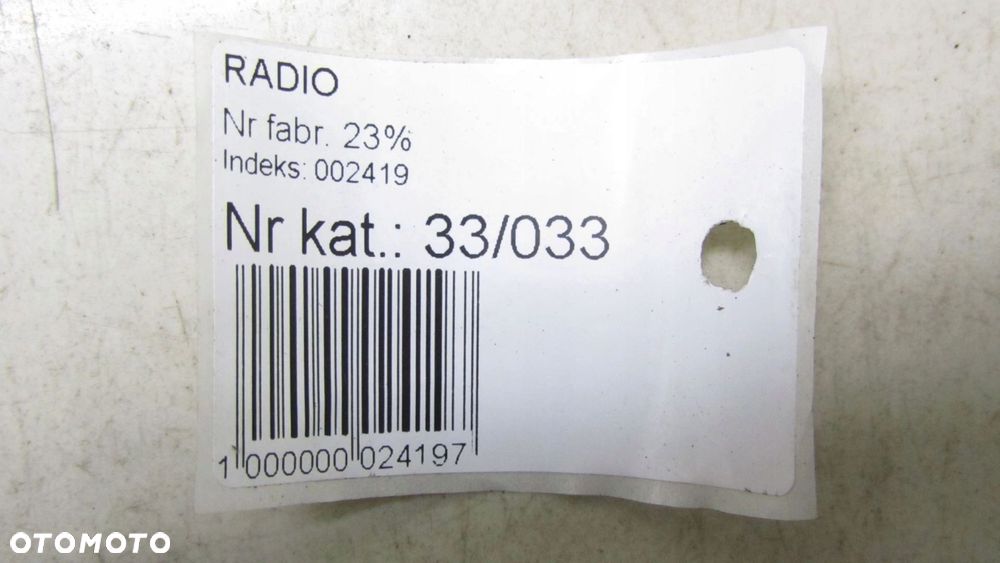 RADIO
Nr fabr. 23%
Indeks: 002419
Nr kat.: 33/033
1 000000 024197
OTOMOTO